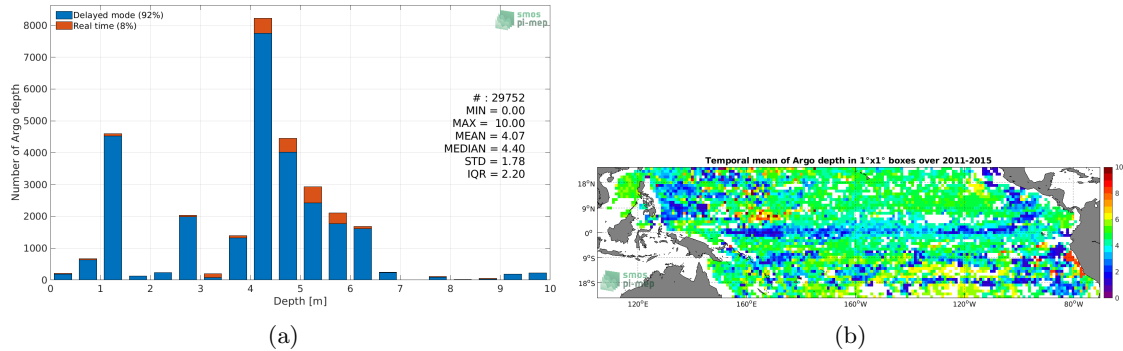 Delayed mode (92%)
Real time (8%)
smos
pi-mep
8000
7000
6000
5000
4000
3000
2000
1000
0
Number of Argo depth
# : 29752
MIN = 0.00
MAX = 10.00
MEAN = 4.07
MEDIAN = 4.40
STD = 1.78
IQR = 2.20
0 1 2 3 4 5 6 7 8 9 10
Depth [m]
(a)
Temporal mean of Argo depth in 1°x1° boxes over 2011-2015
18°N
9°N
0°
9°S
18°S
smos
pi-mep
120°E 160°E 160°W 120°W 80°W
10
8
6
4
2
0
(b)